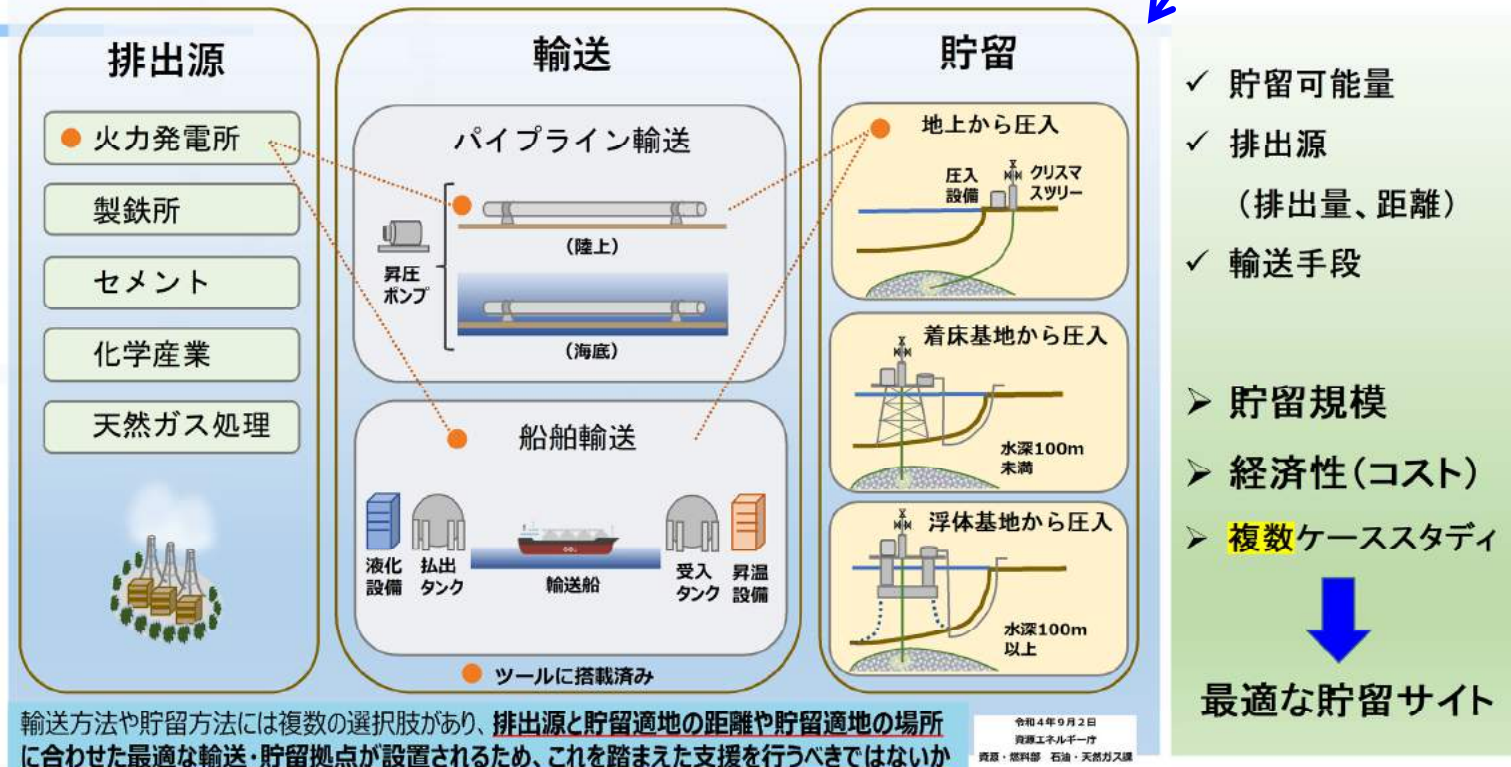 排出源
火力発電所
製鉄所
セメント
化学産業
天然ガス処理
輸送
パイプライン輸送
昇圧
ポンプ
(陸上)
(海底)
船舶輸送
液化
設備
払出
タンク
輸送船
受入
タンク
昇温
設備
ツールに搭載済み
貯留
地上から圧入
圧入
設備
クリスマ
スツリー
着床基地から圧入
水深100m
未満
浮体基地から圧入
水深100m
以上
輸送方法や貯留方法には複数の選択肢があり、排出源と貯留適地の距離や貯留適地の場所
に合わせた最適な輸送・貯留拠点が設置されるため、これを踏まえた支援を行うべきではないか
令和4年9月2日
資源エネルギー庁
資源・燃料部 石油・天然ガス課
✓ 貯留可能量
✓ 排出源
(排出量、距離)
✓ 輸送手段
➢ 貯留規模
➢ 経済性(コスト)
➢ 複数ケーススタディ
最適な貯留サイト